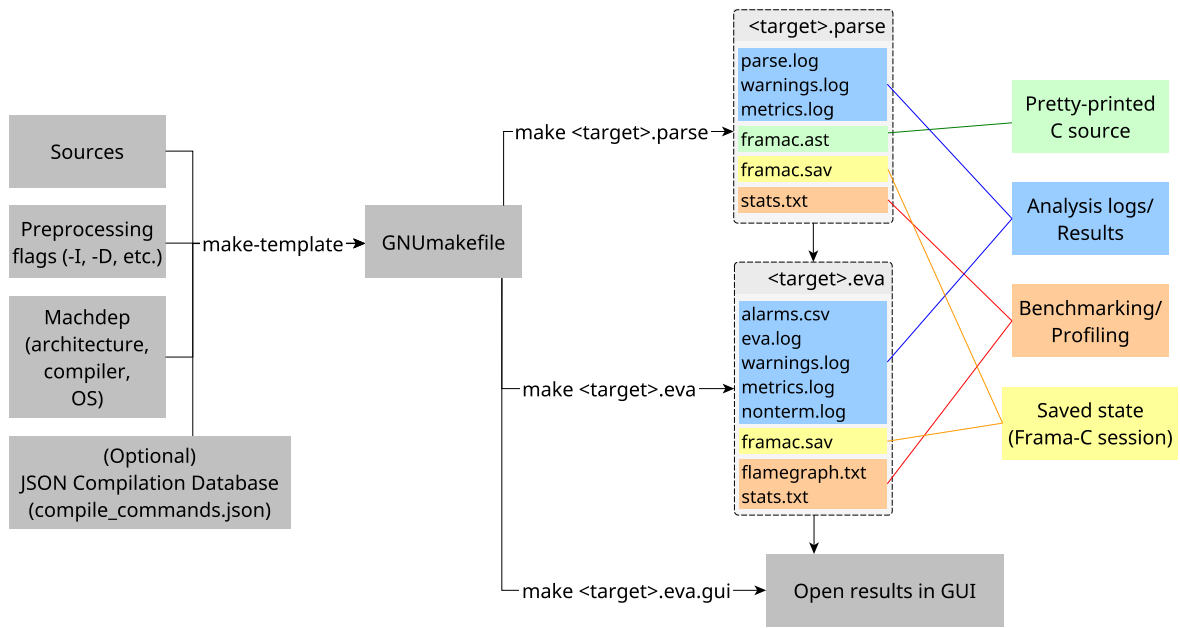 Sources
Preprocessing
flags (-I, -D, etc.)
Machdep
(architecture,
compiler,
OS)
(Optional)
JSON Compilation Database
(compile_commands.json)
make-template
GNUmakefile
make <target>.parse
make <target>.eva
make <target>.eva.gui
<target>.parse
parse.log
warnings.log
metrics.log
framac.ast
framac.sav
stats.txt
<target>.eva
alarms.csv
eva.log
warnings.log
metrics.log
nonterm.log
framac.sav
flamegraph.txt
stats.txt
Open results in GUI
Pretty-printed
C source
Analysis logs/
Results
Benchmarking/
Profiling
Saved state
(Frama-C session)